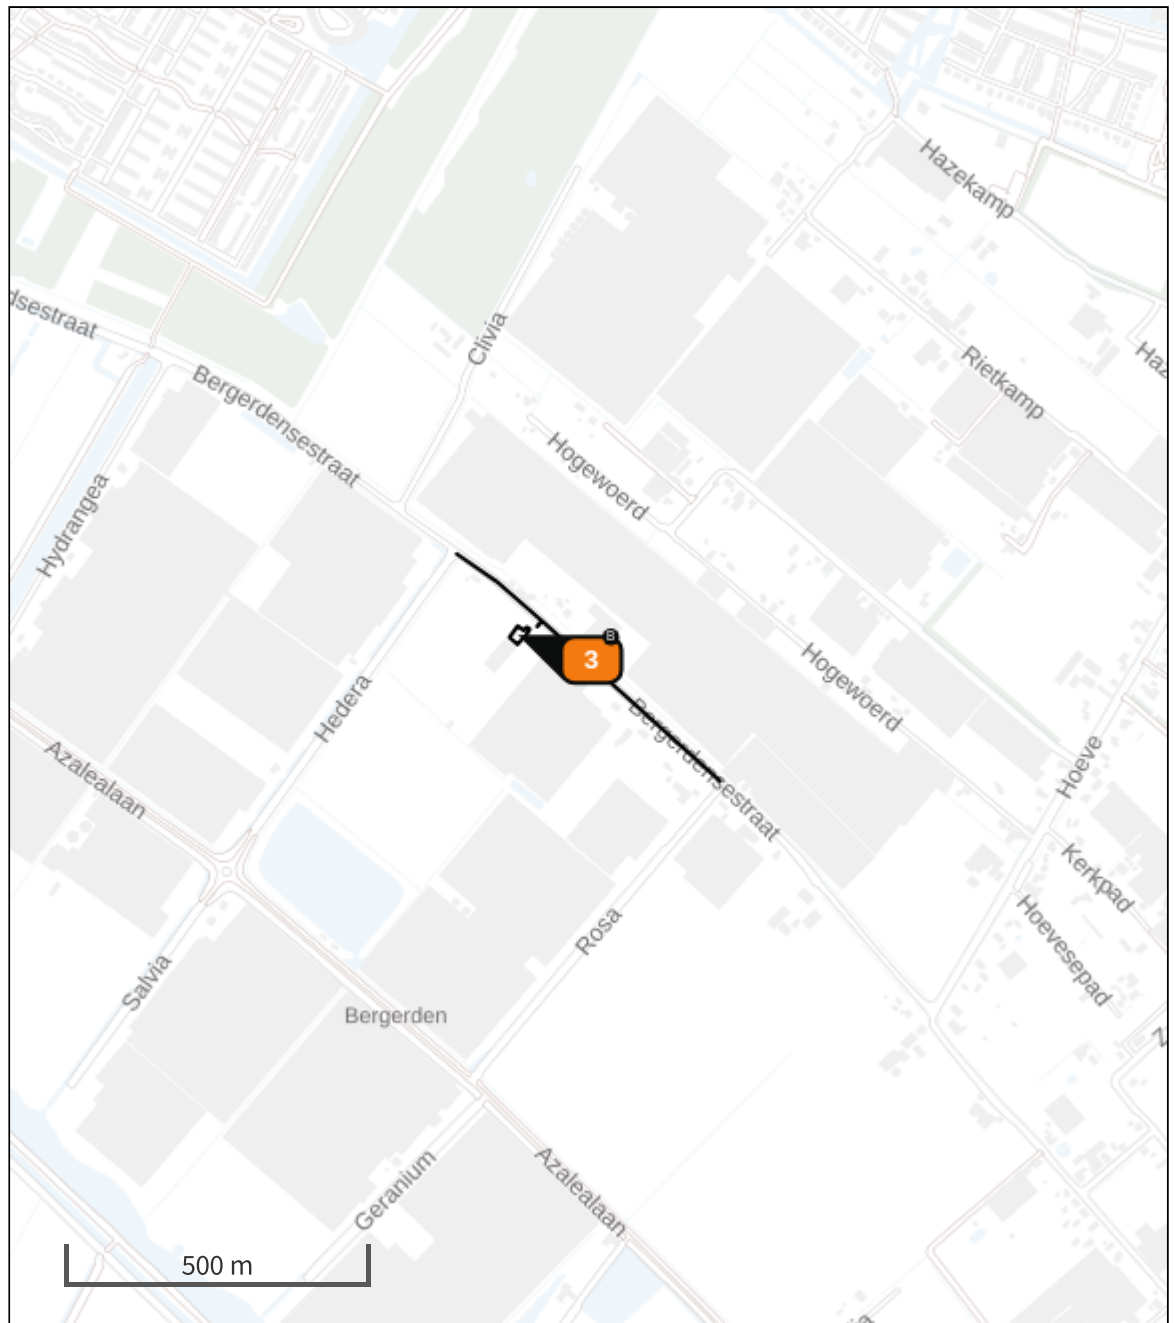 Hazekamp
dsestraat
Clivia
Haz
Rietkamp
Bergerdensestraat
Hogewoerd
Hydrangea
B
3
Hogewoerd
Hedera
Bergerdensestraat
Hoeve
Azalealaan
Kerkpad
Rosa
Hoevesepad
Salvia
Bergerden
Z
Azalealaan
Geranium
500 m